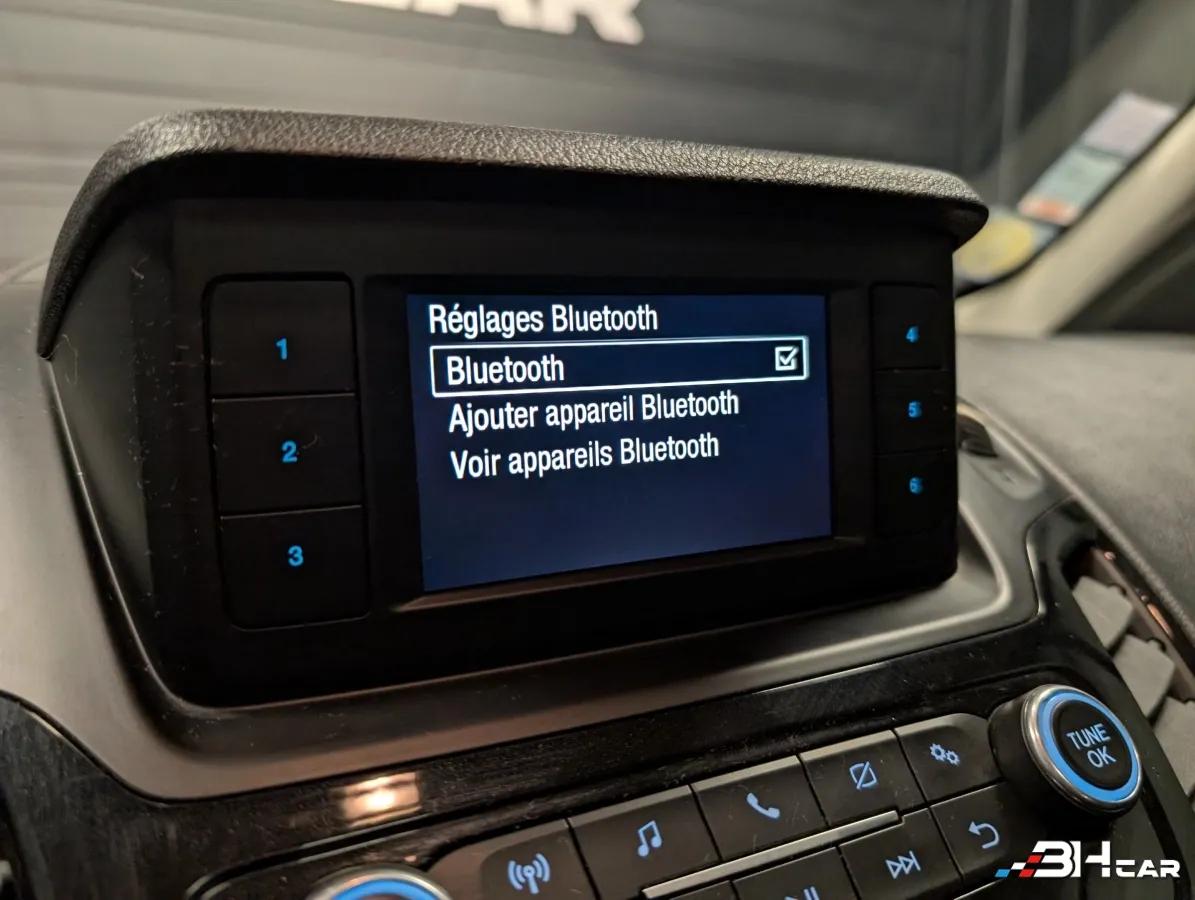 1
2
3
Réglages Bluetooth
Bluetooth
Ajouter appareil Bluetooth
Voir appareils Bluetooth
4
5
6
TUNE
OK
BHCAR